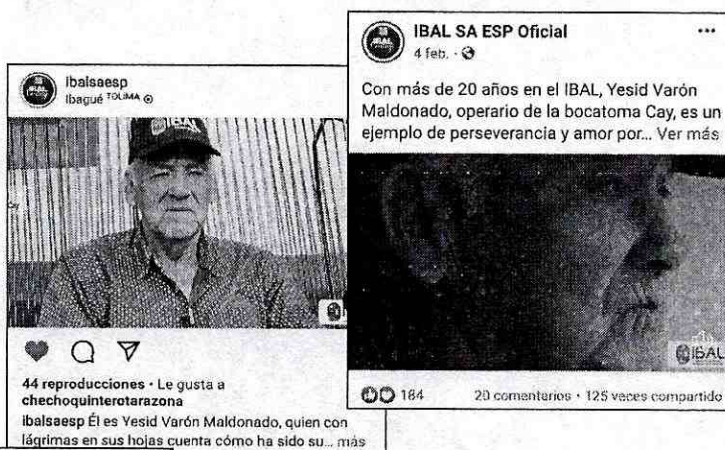 ibalsaesp
Ibagué TOLIMA
IBAL
44 reproducciones • Le gusta a
chechoquinterotarazona
ibalsaesp Él es Yesid Varón Maldonado, quien con
lágrimas en sus hojas cuenta cómo ha sido su... más
IBAL SA ESP Oficial
4 feb. •
Con más de 20 años en el IBAL, Yesid Varón
Maldonado, operario de la bocatoma Cay, es un
ejemplo de perseverancia y amor por... Ver más
IBAL
184
20 comentarios • 125 veces compartido